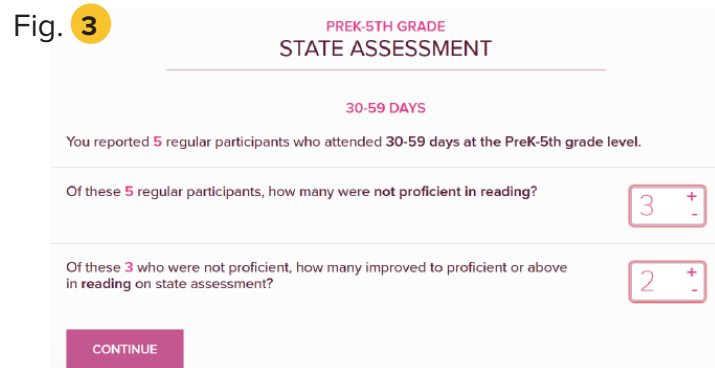 Fig. 3
PREK-5TH GRADE
STATE ASSESSMENT
30-59 DAYS
You reported 5 regular participants who attended 30-59 days at the PreK-5th grade level.
Of these 5 regular participants, how many were not proficient in reading?
3 + -
Of these 3 who were not proficient, how many improved to proficient or above
in reading on state assessment?
2 + -
CONTINUE